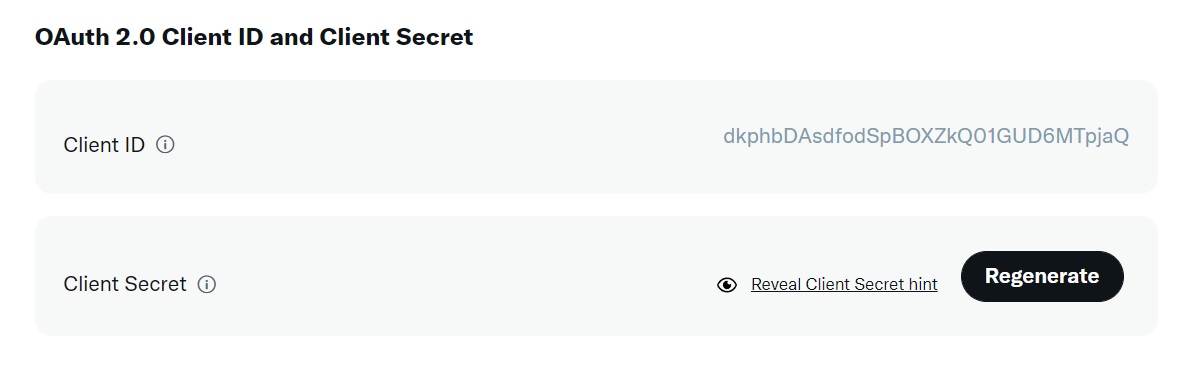 OAuth 2.0 Client ID and Client Secret
Client ID
dkphbDAsdfodSpBOXZkQ01GUD6MTpjaQ
Client Secret
Reveal Client Secret hint
Regenerate